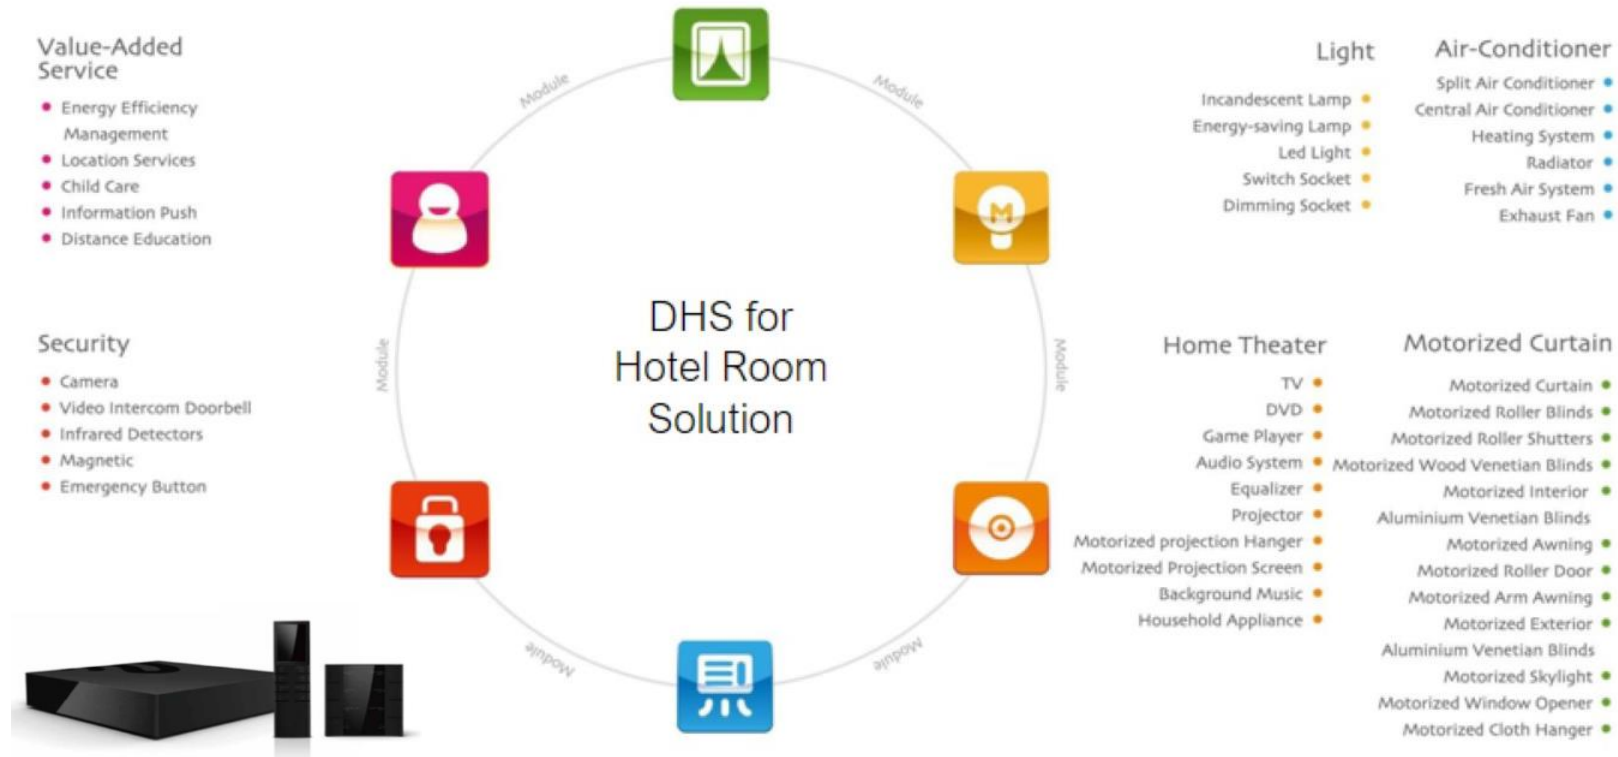 Value-Added
Service
Energy Efficiency
Management
Location Services
Child Care
Information Push
Distance Education
Security
Camera
Video Intercom Doorbell
Infrared Detectors
Magnetic
Emergency Button
Module
Module
Module
Module
Module
Module
M
DHS for
Hotel Room
Solution
Light
Incandescent Lamp
Energy-saving Lamp
Led Light
Switch Socket
Dimming Socket
Air-Conditioner
Split Air Conditioner
Central Air Conditioner
Heating System
Radiator
Fresh Air System
Exhaust Fan
Home Theater
TV
DVD
Game Player
Audio System
Equalizer
Projector
Motorized projection Hanger
Motorized Projection Screen
Background Music
Household Appliance
Motorized Curtain
Motorized Curtain
Motorized Roller Blinds
Motorized Roller Shutters
Motorized Wood Venetian Blinds
Motorized Interior
Aluminium Venetian Blinds
Motorized Awning
Motorized Roller Door
Motorized Arm Awning
Motorized Exterior
Aluminium Venetian Blinds
Motorized Skylight
Motorized Window Opener
Motorized Cloth Hanger